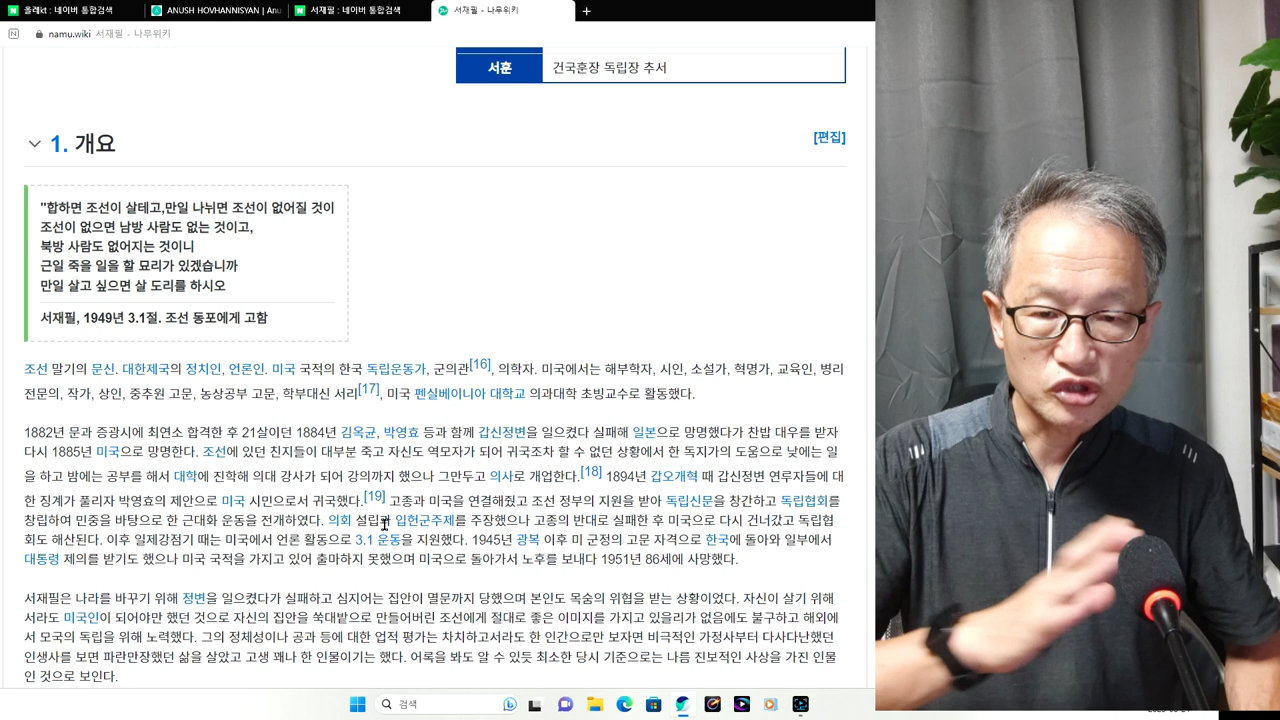 올레kt : 네이버 통합검색
ANUSH HOVHANNISYAN | Anu
서재필 : 네이버 통합검색
서재필 - 나무위키
namu.wiki 서재필 - 나무위키
서훈
건국훈장 독립장 추서
1. 개요
[편집]
"합하면 조선이 살테고,만일 나뉘면 조선이 없어질 것이
조선이 없으면 남방 사람도 없는 것이고,
북방 사람도 없어지는 것이니
근일 죽을 일을 할 묘리가 있겠습니까
만일 살고 싶으면 살 도리를 하시오
서재필, 1949년 3.1절. 조선 동포에게 고함
조선 말기의 문신. 대한제국의 정치인, 언론인. 미국 국적의 한국 독립운동가, 군의관[16], 의학자. 미국에서는 해부학자, 시인, 소설가, 혁명가, 교육인, 병리
전문의, 작가, 상인, 중추원 고문, 농상공부 고문, 학부대신 서리[17], 미국 펜실베이니아 대학교 의과대학 초빙교수로 활동했다.
1882년 문과 증광시에 최연소 합격한 후 21살이던 1884년 김옥균, 박영효 등과 함께 갑신정변을 일으켰다 실패해 일본으로 망명했다가 찬밥 대우를 받자
다시 1885년 미국으로 망명한다. 조선에 있던 친지들이 대부분 죽고 자신도 역모자가 되어 귀국조차 할 수 없던 상황에서 한 독지가의 도움으로 낮에는 일
을 하고 밤에는 공부를 해서 대학에 진학해 의대 강사가 되어 강의까지 했으나 그만두고 의사로 개업한다.[18] 1894년 갑오개혁 때 갑신정변 연루자들에 대
한 징계가 풀리자 박영효의 제안으로 미국 시민으로서 귀국했다.[19] 고종과 미국을 연결해줬고 조선 정부의 지원을 받아 독립신문을 창간하고 독립협회를
창립하여 민중을 바탕으로 한 근대화 운동을 전개하였다. 의회 설립과 입헌군주제를 주장했으나 고종의 반대로 실패한 후 미국으로 다시 건너갔고 독립협
회도 해산된다. 이후 일제강점기 때는 미국에서 언론 활동으로 3.1 운동을 지원했다. 1945년 광복 이후 미 군정의 고문 자격으로 한국에 돌아와 일부에서
대통령 제의를 받기도 했으나 미국 국적을 가지고 있어 출마하지 못했으며 미국으로 돌아가서 노후를 보내다 1951년 86세에 사망했다.
서재필은 나라를 바꾸기 위해 정변을 일으켰다가 실패하고 심지어는 집안이 멸문까지 당했으며 본인도 목숨의 위협을 받는 상황이었다. 자신이 살기 위해
서라도 미국인이 되어야만 했던 것으로 자신의 집안을 쑥대밭으로 만들어버린 조선에게 절대로 좋은 이미지를 가지고 있을리가 없음에도 불구하고 해외에
서 모국의 독립을 위해 노력했다. 그의 정체성이나 공과 등에 대한 업적 평가는 차치하고서라도 한 인간으로만 보자면 비극적인 가정사부터 다사다난했던
인생사를 보면 파란만장했던 삶을 살았고 고생 꽤나 한 인물이기는 했다. 어록을 봐도 알 수 있듯 최소한 당시 기준으로는 나름 진보적인 사상을 가진 인물
인 것으로 보인다.
검색